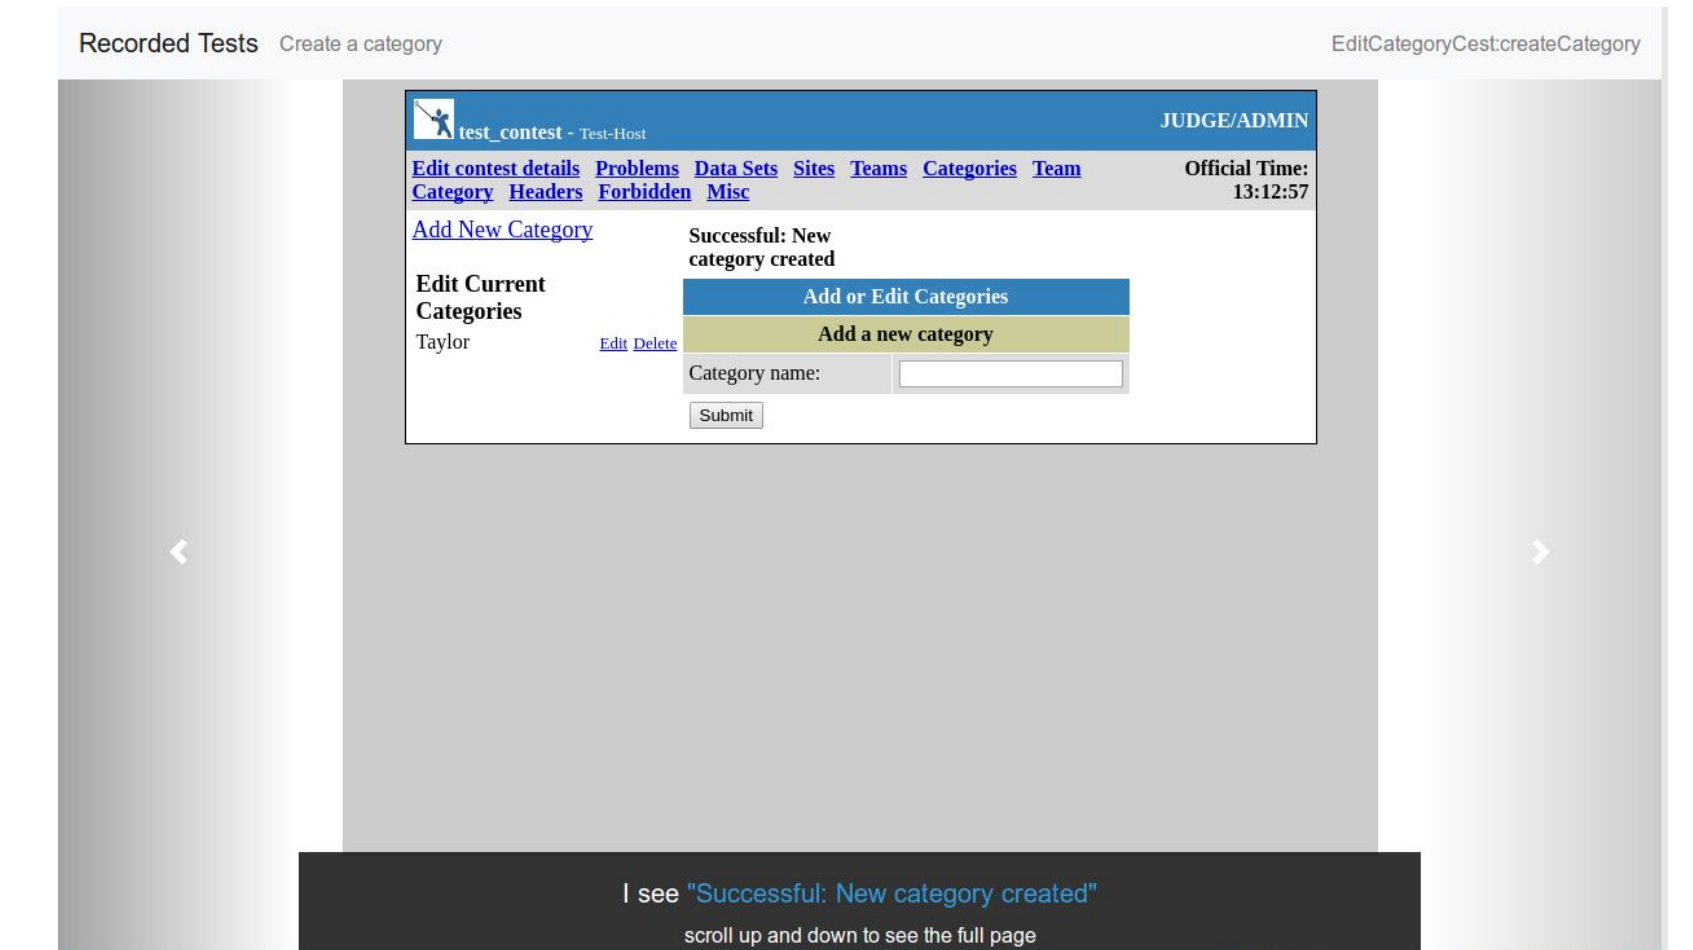 Recorded Tests Create a category EditCategoryCest:createCategory
test_contest - Test-Host JUDGE/ADMIN
Edit contest details Problems Data Sets Sites Teams Categories Team
Category Headers Forbidden Misc
Official Time:
13:12:57
Add New Category
Edit Current
Categories
Taylor Edit Delete
Successful: New
category created
Add or Edit Categories
Add a new category
Category name:
Submit
I see "Successful: New category created"
scroll up and down to see the full page